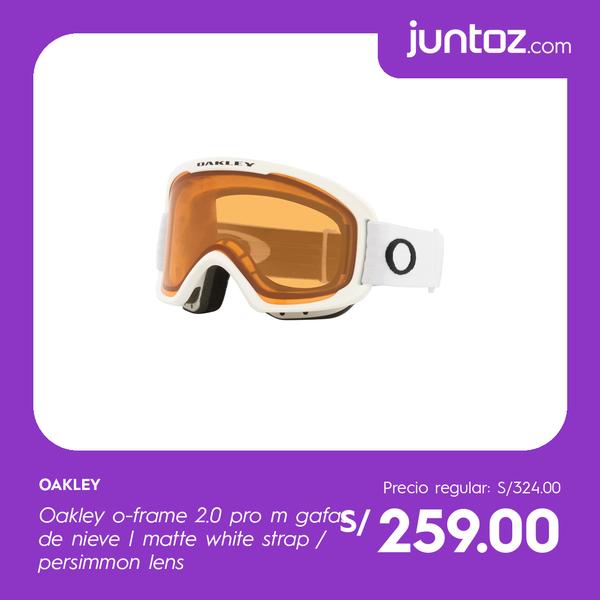 juntoz.com
OAKLEY
OAKLEY
Oakley o-frame 2.0 pro m gafas
de nieve | matte white strap /
persimmon lens
Precio regular: S/324.00
S/ 259.00